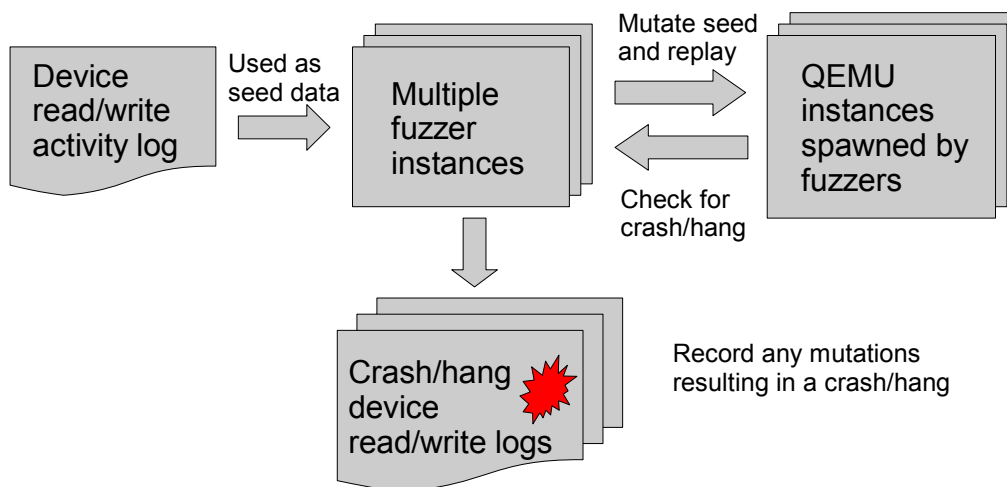 Device
read/write
activity log
Used as
seed data
Multiple
fuzzer
instances
Mutate seed
and replay
Check for
crash/hang
QEMU
instances
spawned by
fuzzers
Crash/hang
device
read/write logs
Record any mutations
resulting in a crash/hang